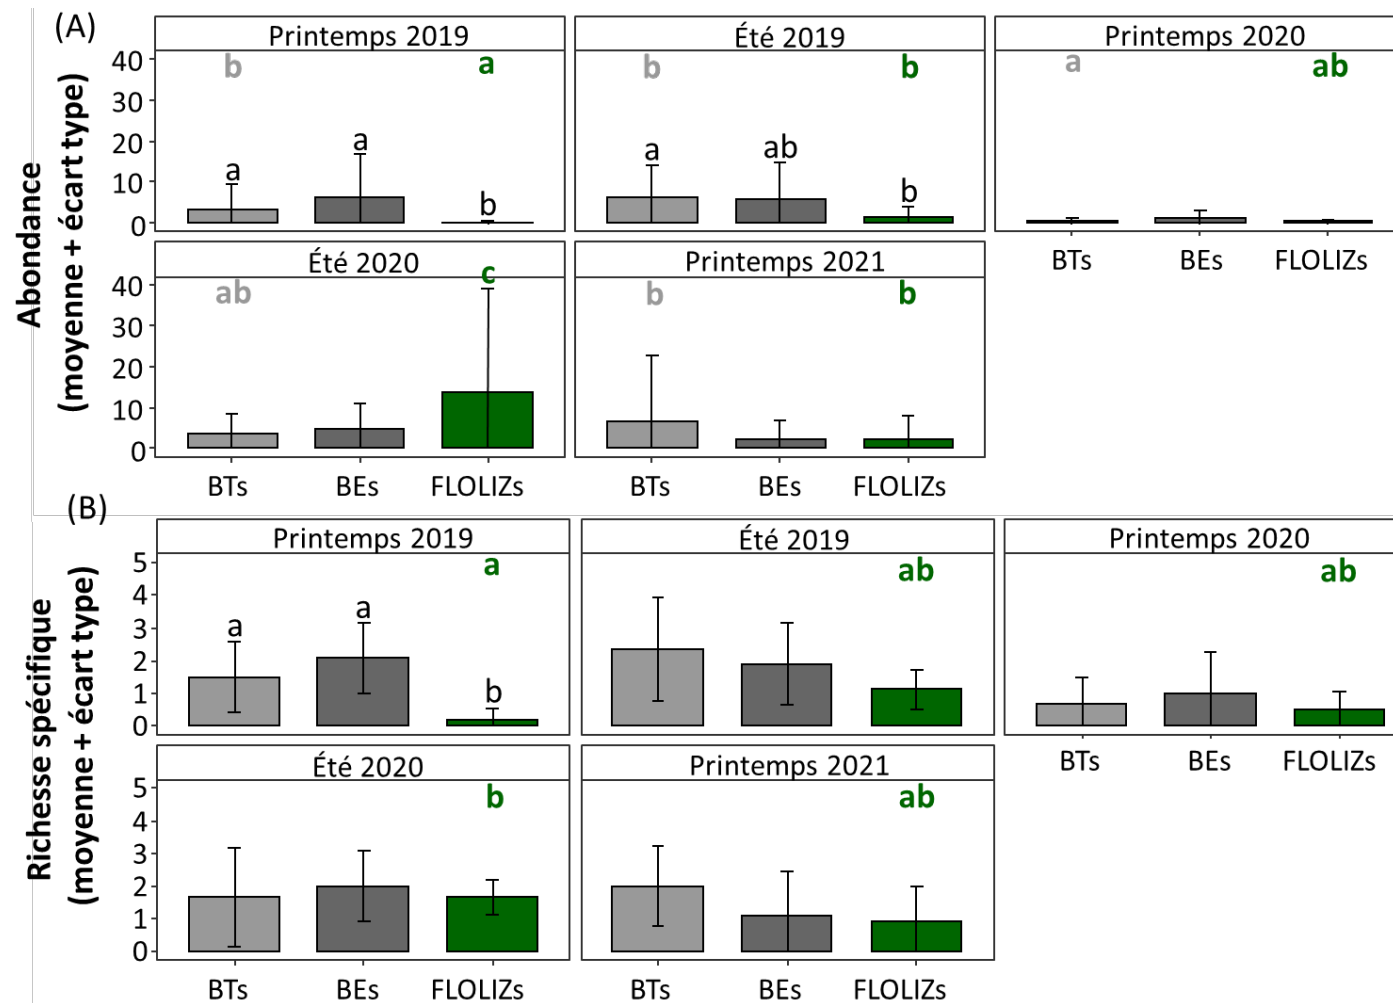 (A)
Abondance
(moyenne + écart type)
Printemps 2019
Été 2019
Printemps 2020
40
30
20
10
0
b
a
a
a
b
b
b
a
ab
b
a
ab
BTs
BEs
FLOLIZs
Été 2020
Printemps 2021
40
30
20
10
0
ab
c
b
b
BTs
BEs
FLOLIZs
BTs
BEs
FLOLIZs
(B)
Richesse spécifique
(moyenne + écart type)
Printemps 2019
Été 2019
Printemps 2020
5
4
3
2
1
0
a
a
a
b
ab
ab
BTs
BEs
FLOLIZs
Été 2020
Printemps 2021
5
4
3
2
1
0
b
ab
BTs
BEs
FLOLIZs
BTs
BEs
FLOLIZs